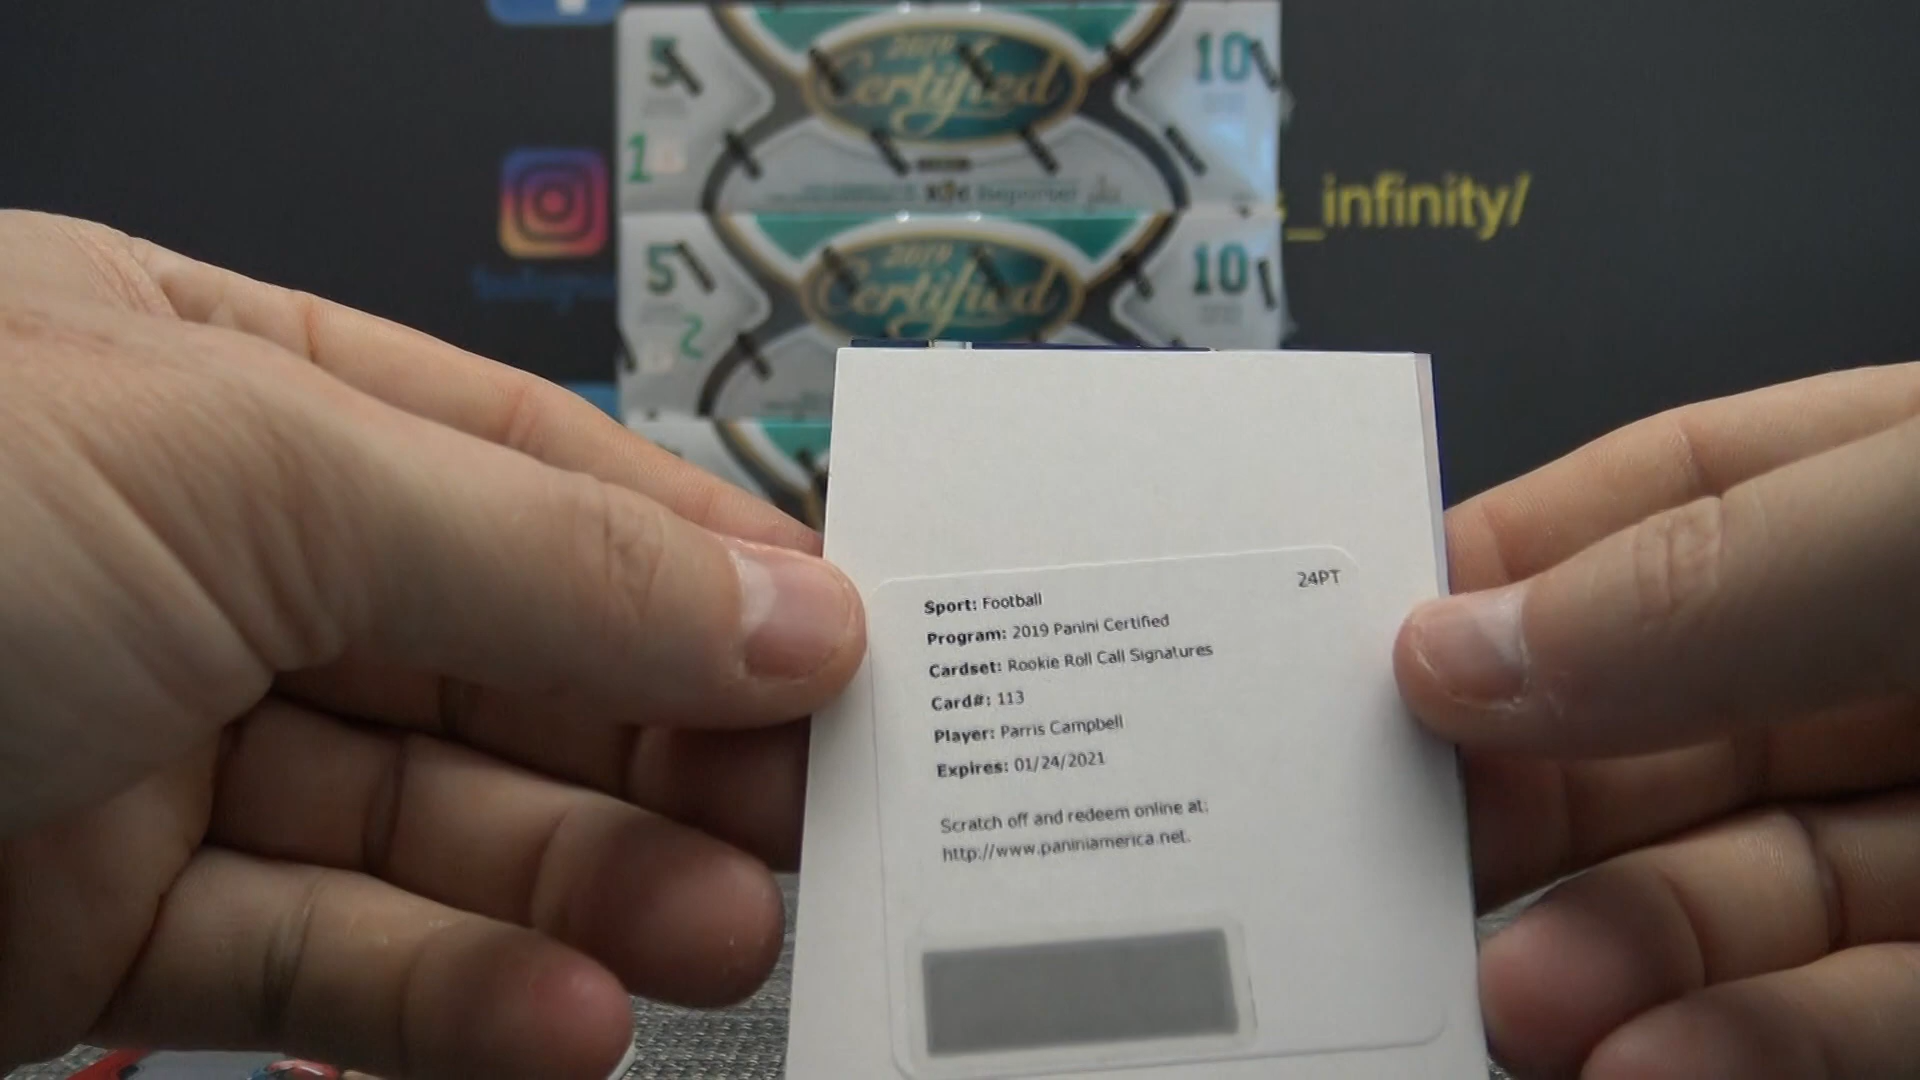 2019
Certified
5
10
1
2019
Certified
5
10
2
_infinity/
24PT
Sport: Football
Program: 2019 Panini Certified
Cardset: Rookie Roll Call Signatures
Card#: 113
Player: Parris Campbell
Expires: 01/24/2021
Scratch off and redeem online at:
http://www.paniniamerica.net.